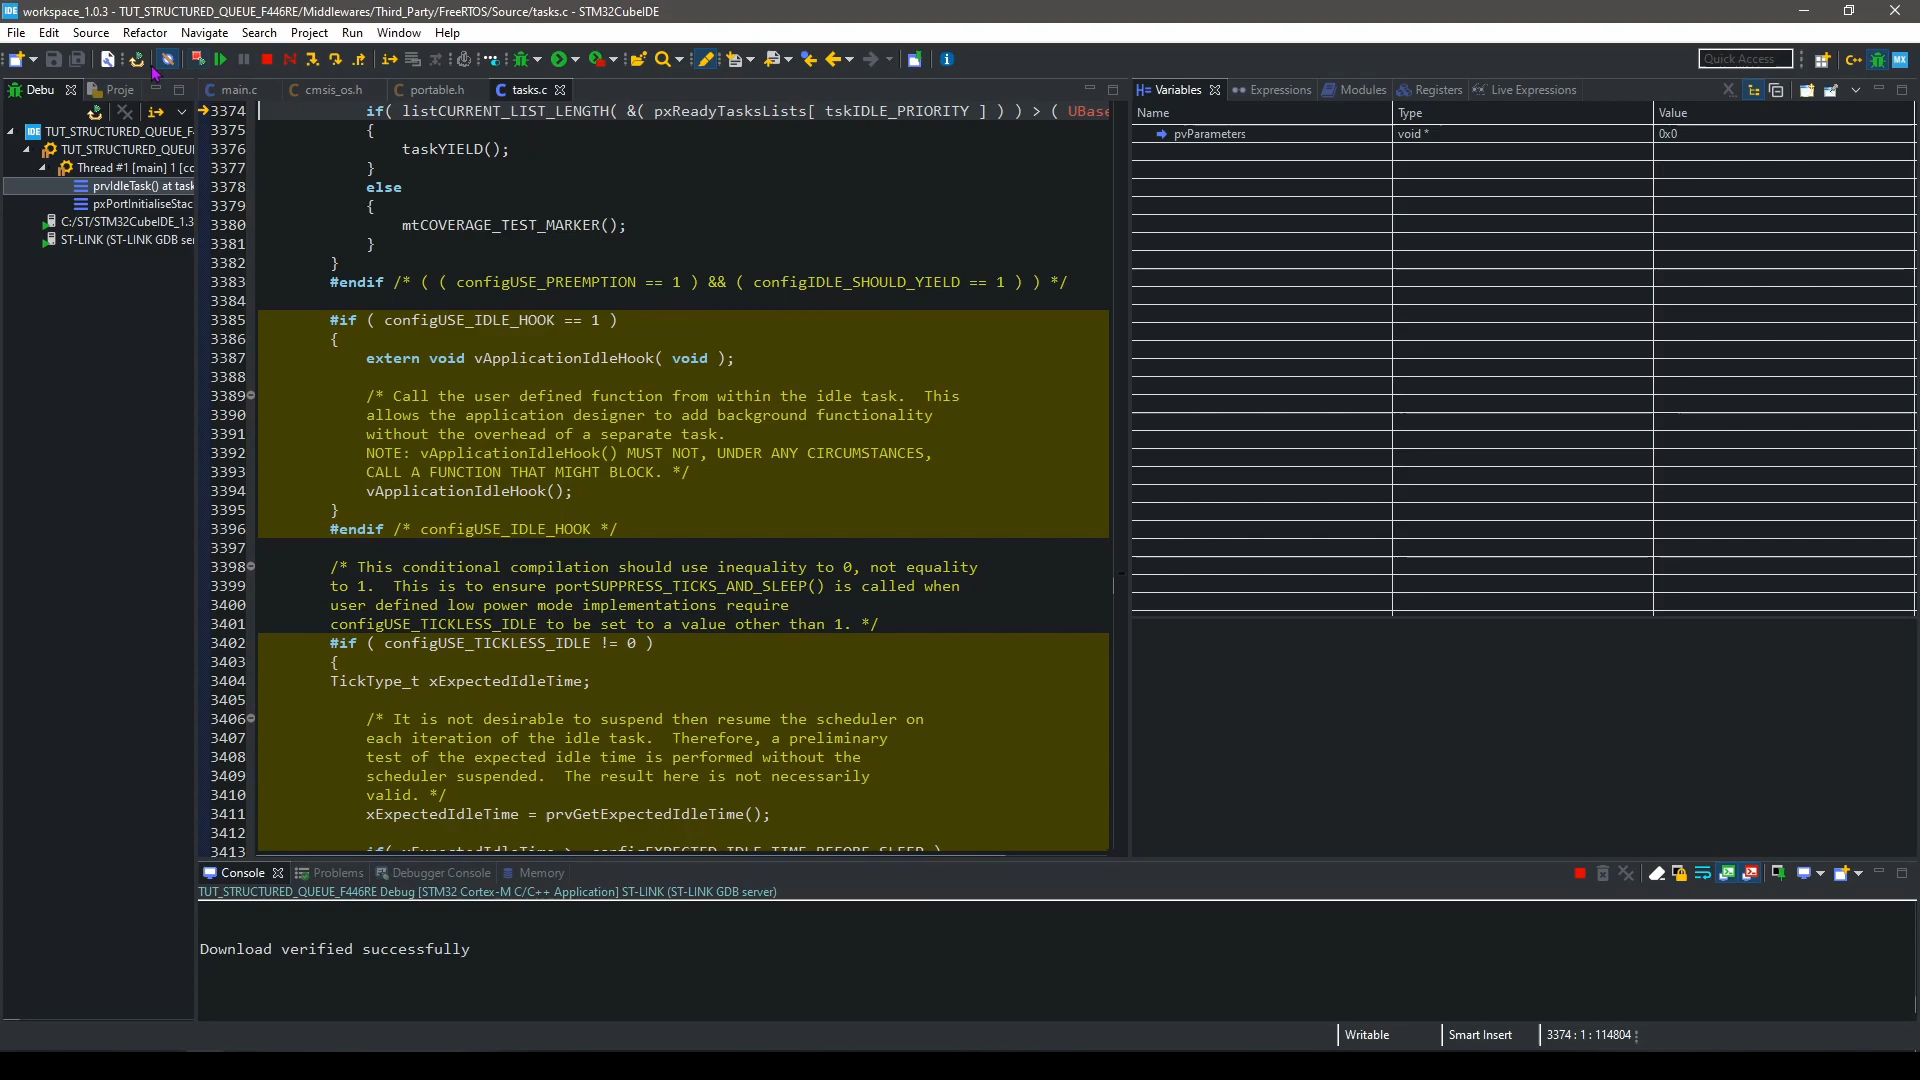 IDE workspace_1.0.3 - TUT_STRUCTURED_QUEUE_F446RE/Middlewares/Third_Party/FreeRTOS/Source/tasks.c - STM32CubeIDE
File Edit Source Refactor Navigate Search Project Run Window Help
Quick Access
Debu Proje
main.c cmsis_os.h portable.h tasks.c
Variables Expressions Modules Registers Live Expressions
IDE TUT_STRUCTURED_QUEUE_F-
TUT_STRUCTURED_QUEU
Thread #1 [main] 1 [co
prvIdleTask() at task
pxPortInitialiseStac
C:/ST/STM32CubeIDE_1.3
ST-LINK (ST-LINK GDB ser
3374 if( listCURRENT_LIST_LENGTH( &( pxReadyTasksLists[ tskIDLE_PRIORITY ] ) ) > ( UBase
3375 {
3376 taskYIELD();
3377 }
3378 else
3379 {
3380 mtCOVERAGE_TEST_MARKER();
3381 }
3382 }
3383 #endif /* ( ( configUSE_PREEMPTION == 1 ) && ( configIDLE_SHOULD_YIELD == 1 ) ) */
3384
3385 #if ( configUSE_IDLE_HOOK == 1 )
3386 {
3387 extern void vApplicationIdleHook( void );
3388
3389 /* Call the user defined function from within the idle task.  This
3390 allows the application designer to add background functionality
3391 without the overhead of a separate task.
3392 NOTE: vApplicationIdleHook() MUST NOT, UNDER ANY CIRCUMSTANCES,
3393 CALL A FUNCTION THAT MIGHT BLOCK. */
3394 vApplicationIdleHook();
3395 }
3396 #endif /* configUSE_IDLE_HOOK */
3397
3398 /* This conditional compilation should use inequality to 0, not equality
3399 to 1.  This is to ensure portSUPPRESS_TICKS_AND_SLEEP() is called when
3400 user defined low power mode implementations require
3401 configUSE_TICKLESS_IDLE to be set to a value other than 1. */
3402 #if ( configUSE_TICKLESS_IDLE != 0 )
3403 {
3404 TickType_t xExpectedIdleTime;
3405
3406 /* It is not desirable to suspend then resume the scheduler on
3407 each iteration of the idle task.  Therefore, a preliminary
3408 test of the expected idle time is performed without the
3409 scheduler suspended.  The result here is not necessarily
3410 valid. */
3411 xExpectedIdleTime = prvGetExpectedIdleTime();
3412
3413 if( xExpectedIdleTime >= configEXPECTED_IDLE_TIME_BEFORE_SLEEP )
Name Type Value
pvParameters void * 0x0
Console Problems Debugger Console Memory
TUT_STRUCTURED_QUEUE_F446RE Debug [STM32 Cortex-M C/C++ Application] ST-LINK (ST-LINK GDB server)
Download verified successfully
Writable Smart Insert 3374 : 1 : 114804